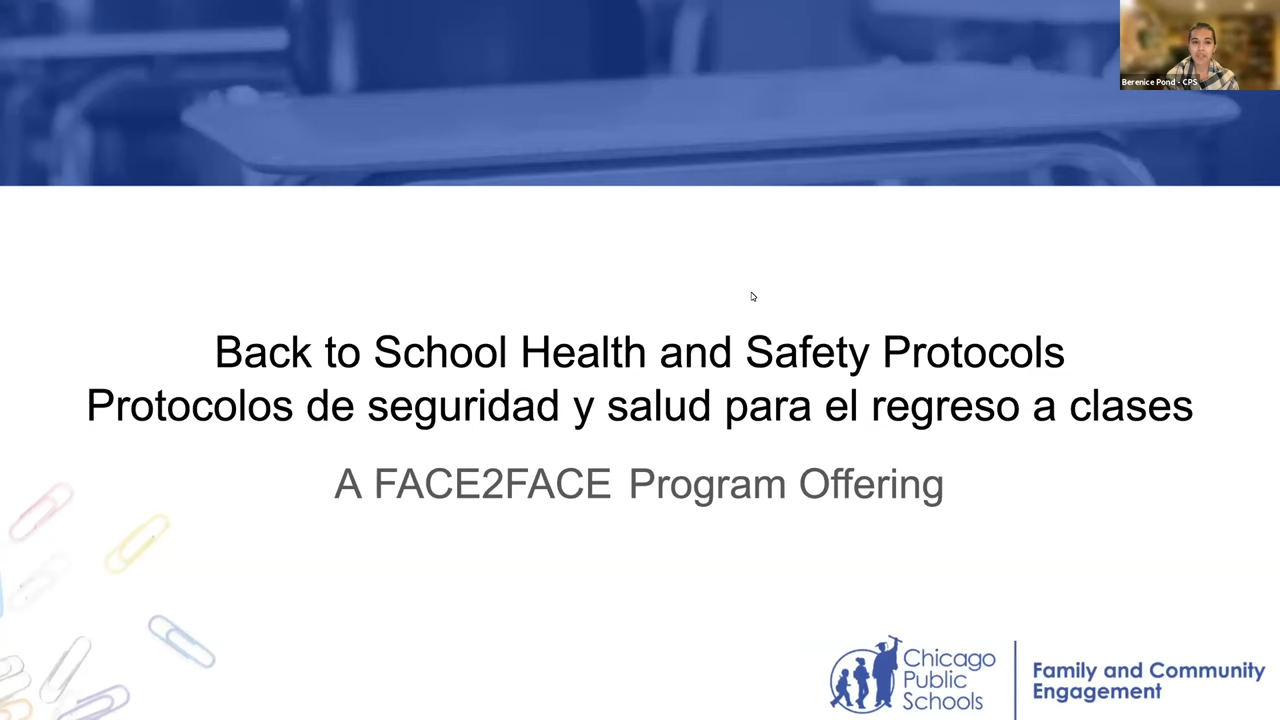 Berenice Pond - CPS
Back to School Health and Safety Protocols
Protocolos de seguridad y salud para el regreso a clases
A FACE2FACE Program Offering
Chicago
Public
Schools
Family and Community
Engagement